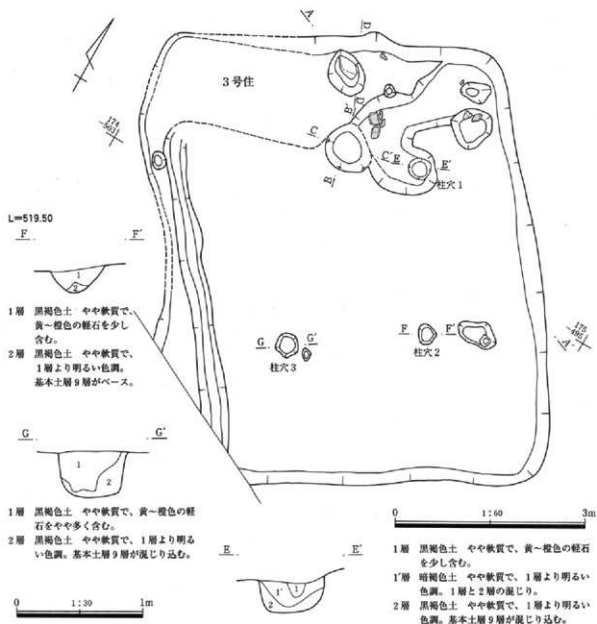 A
D
3号住
B'
D'
C
C'
E
E'
B
柱穴1
L=519.50
F
F'
1
2
1層 黒褐色土 やや軟質で、
黄~橙色の軽石を少し
含む。
2層 黒褐色土 やや軟質で、
1層より明るい色調。
基本土層9層がベース。
G
G'
柱穴3
F
F'
柱穴2
175
A'
G
G'
1
2
1層 黒褐色土 やや軟質で、黄~橙色の軽
石をやや多く含む。
2層 黒褐色土 やや軟質で、1層より明る
い色調。基本土層9層が混じり込む。
0 1:30 1m
E
E'
1
1'
2
0 1:60 3m
1層 黒褐色土 やや軟質で、黄~橙色の軽石
を少し含む。
1'層 暗褐色土 やや軟質で、1層より明るい
色調。1層と2層の混じり。
2層 黒褐色土 やや軟質で、1層より明るい
色調。基本土層9層が混じり込む。